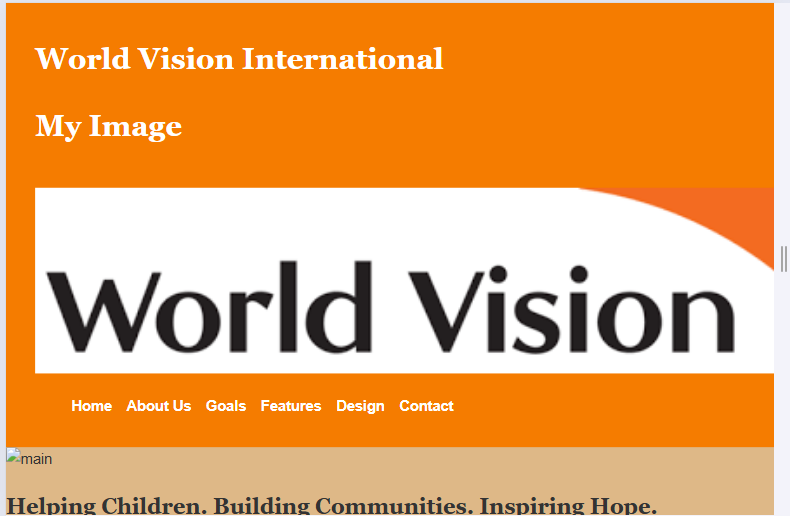 World Vision International
My Image
World Vision
Home About Us Goals Features Design Contact
main
Helping Children. Building Communities. Inspiring Hope.